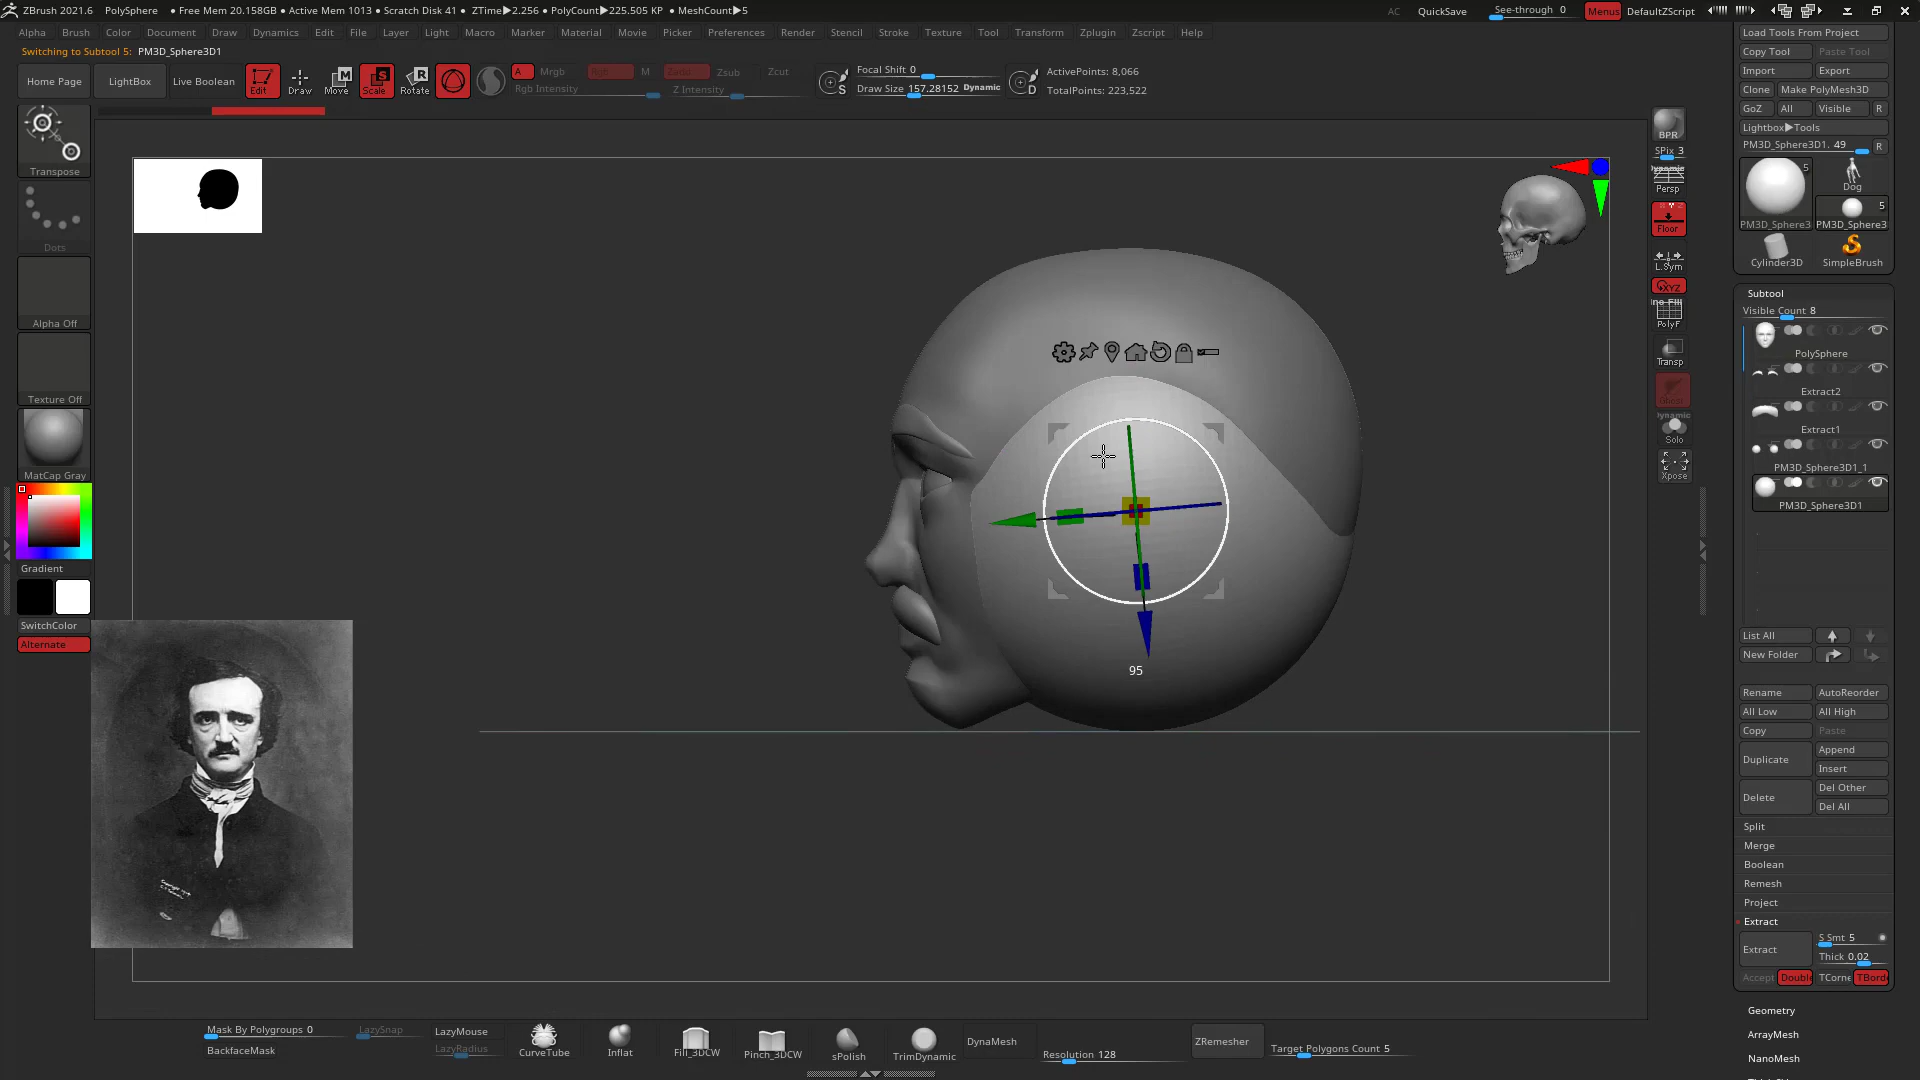 ZBrush 2021.6 PolySphere • Free Mem 20.158GB • Active Mem 1013 • Scratch Disk 41 • ZTime▶2.256 • PolyCount▶225.505 KP • MeshCount▶5 AC QuickSave See-through 0 Menus DefaultZScript
Alpha Brush Color Document Draw Dynamics Edit File Layer Light Macro Marker Material Movie Picker Preferences Render Stencil Stroke Texture Tool Transform Zplugin Zscript Help
Switching to Subtool 5: PM3D_Sphere3D1
Home Page LightBox Live Boolean Edit Draw Move Scale Rotate
A Mrgb Rgb M Zadd Zsub Zcut
Rgb Intensity Z Intensity
Focal Shift 0
Draw Size 157.28152 Dynamic
ActivePoints: 8,066
TotalPoints: 223,522
Transpose
Dots
Alpha Off
Texture Off
MatCap Gray
Gradient
SwitchColor
Alternate
95
BPR
SPix 3
Dynamic
Persp
Floor
L.Sym
XYZ
PolyF
Transp
Ghost
Dynamic
Solo
Xpose
Load Tools From Project
Copy Tool Paste Tool
Import Export
Clone Make PolyMesh3D
GoZ All Visible R
Lightbox▶Tools
PM3D_Sphere3D1. 49 R
5
Dog
5
PM3D_Sphere3 PM3D_Sphere3
Cylinder3D SimpleBrush
Subtool
Visible Count 8
PolySphere
Extract2
Extract1
PM3D_Sphere3D1_1
PM3D_Sphere3D1
List All
New Folder
Rename AutoReorder
All Low All High
Copy Paste
Duplicate Append
Insert
Delete Del Other
Del All
Split
Merge
Boolean
Remesh
Project
Extract
Extract S Smt 5
Thick 0.02
Accept Double TCorne TBord
Geometry
ArrayMesh
NanoMesh
Mask By Polygroups 0
BackfaceMask
LazySnap
LazyMouse
LazyRadius
CurveTube Inflat Fill_3DCW Pinch_3DCW sPolish TrimDynamic
DynaMesh
Resolution 128
ZRemesher
Target Polygons Count 5